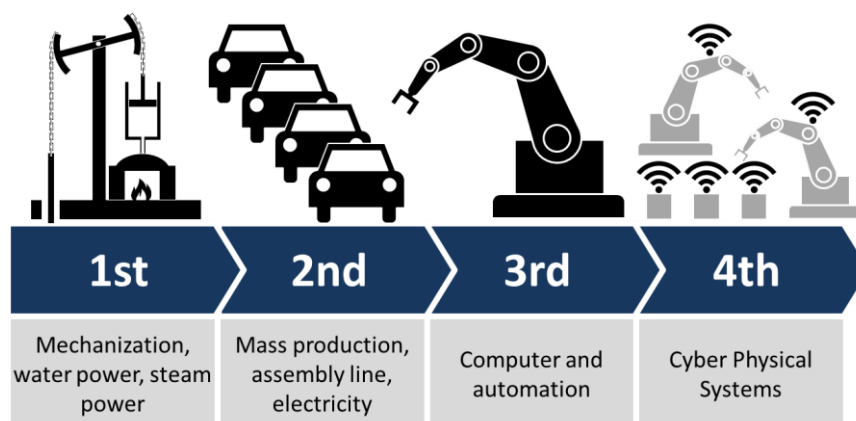 1st
2nd
3rd
4th
Mechanization,
water power, steam
power
Mass production,
assembly line,
electricity
Computer and
automation
Cyber Physical
Systems